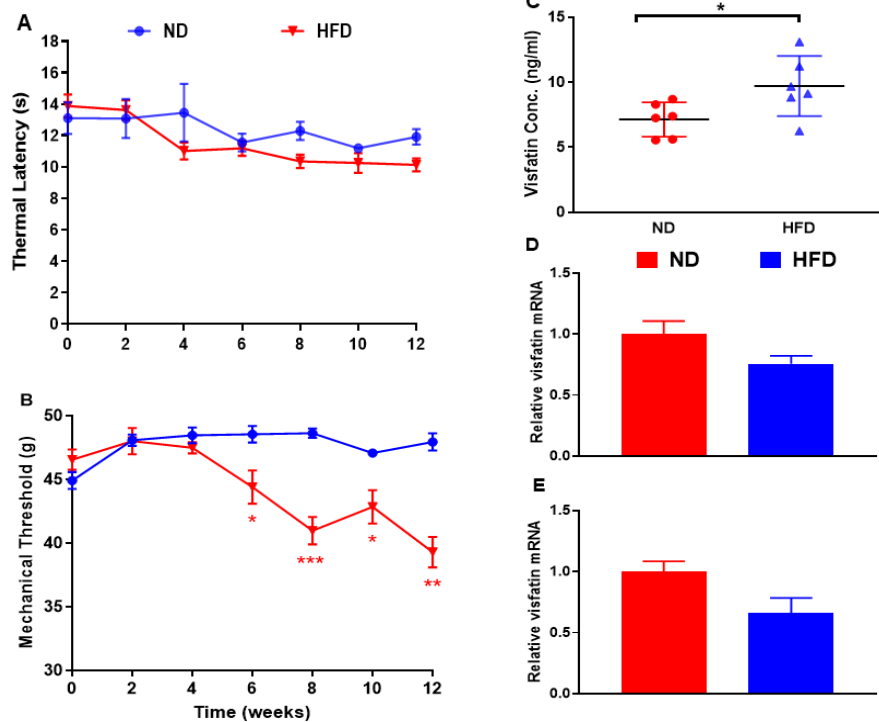 A
ND
HFD
Thermal Latency (s)
18
16
14
12
10
8
6
4
2
0
0 2 4 6 8 10 12
B
Mechanical Threshold (g)
50
45
40
35
30
*
***
*
**
0 2 4 6 8 10 12
Time (weeks)
C
*
Visfatin Conc. (ng/ml)
15
10
5
0
ND HFD
D
ND HFD
Relative visfatin mRNA
1.5
1.0
0.5
0.0
E
Relative visfatin mRNA
1.5
1.0
0.5
0.0